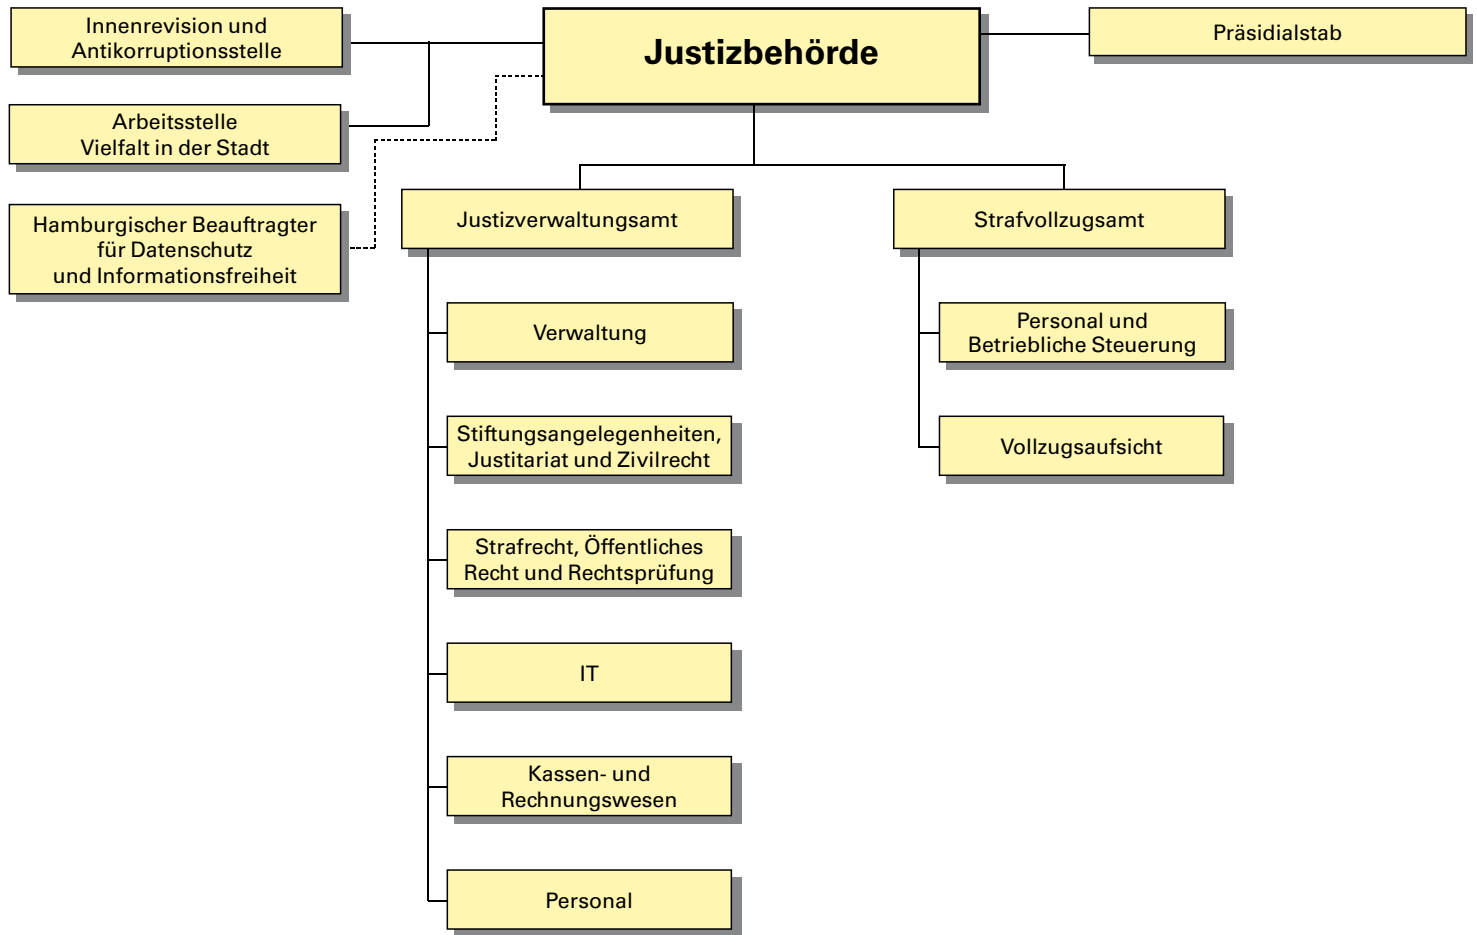 Innenrevision und
Antikorruptionsstelle
Justizbehörde
Präsidialstab
Arbeitsstelle
Vielfalt in der Stadt
Hamburgischer Beauftragter
für Datenschutz
und Informationsfreiheit
Justizverwaltungsamt
Strafvollzugsamt
Verwaltung
Stiftungsangelegenheiten,
Justitariat und Zivilrecht
Strafrecht, Öffentliches
Recht und Rechtsprüfung
IT
Kassen- und
Rechnungswesen
Personal
Personal und
Betriebliche Steuerung
Vollzugsaufsicht